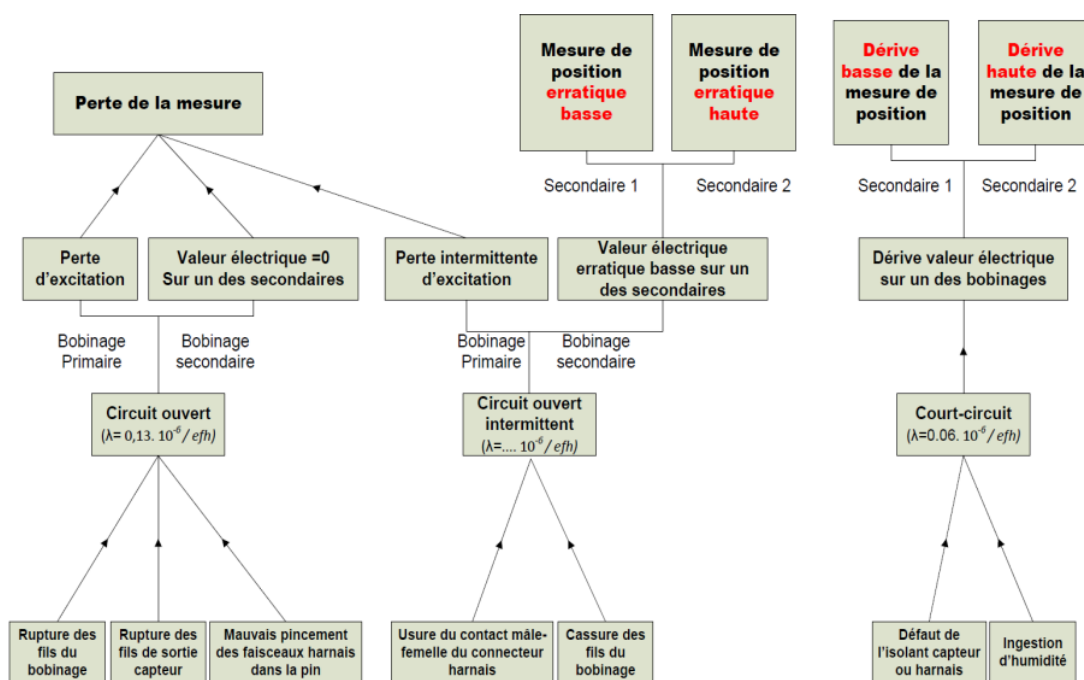 Perte de la mesure
Mesure de
position
erratique
basse
Mesure de
position
erratique
haute
Dérive
basse de la
mesure de
position
Dérive
haute de la
mesure de
position
Secondaire 1
Secondaire 2
Secondaire 1
Secondaire 2
Perte
d'excitation
Valeur électrique =0
Sur un des secondaires
Perte intermittente
d'excitation
Valeur électrique
erratique basse sur un
des secondaires
Dérive valeur électrique
sur un des bobinages
Bobinage
Primaire
Bobinage
secondaire
Bobinage
Primaire
Bobinage
secondaire
Circuit ouvert
(λ= 0,13. 10⁻⁶ / efh)
Circuit ouvert
intermittent
(λ=.... 10⁻⁶ / efh)
Court-circuit
(λ=0.06. 10⁻⁶ / efh)
Rupture des
fils du
bobinage
Rupture des
fils de sortie
capteur
Mauvais pincement
des faisceaux harnais
dans la pin
Usure du contact mâle-
femelle du connecteur
harnais
Cassure des
fils du
bobinage
Défaut de
l'isolant capteur
ou harnais
Ingestion
d'humidité